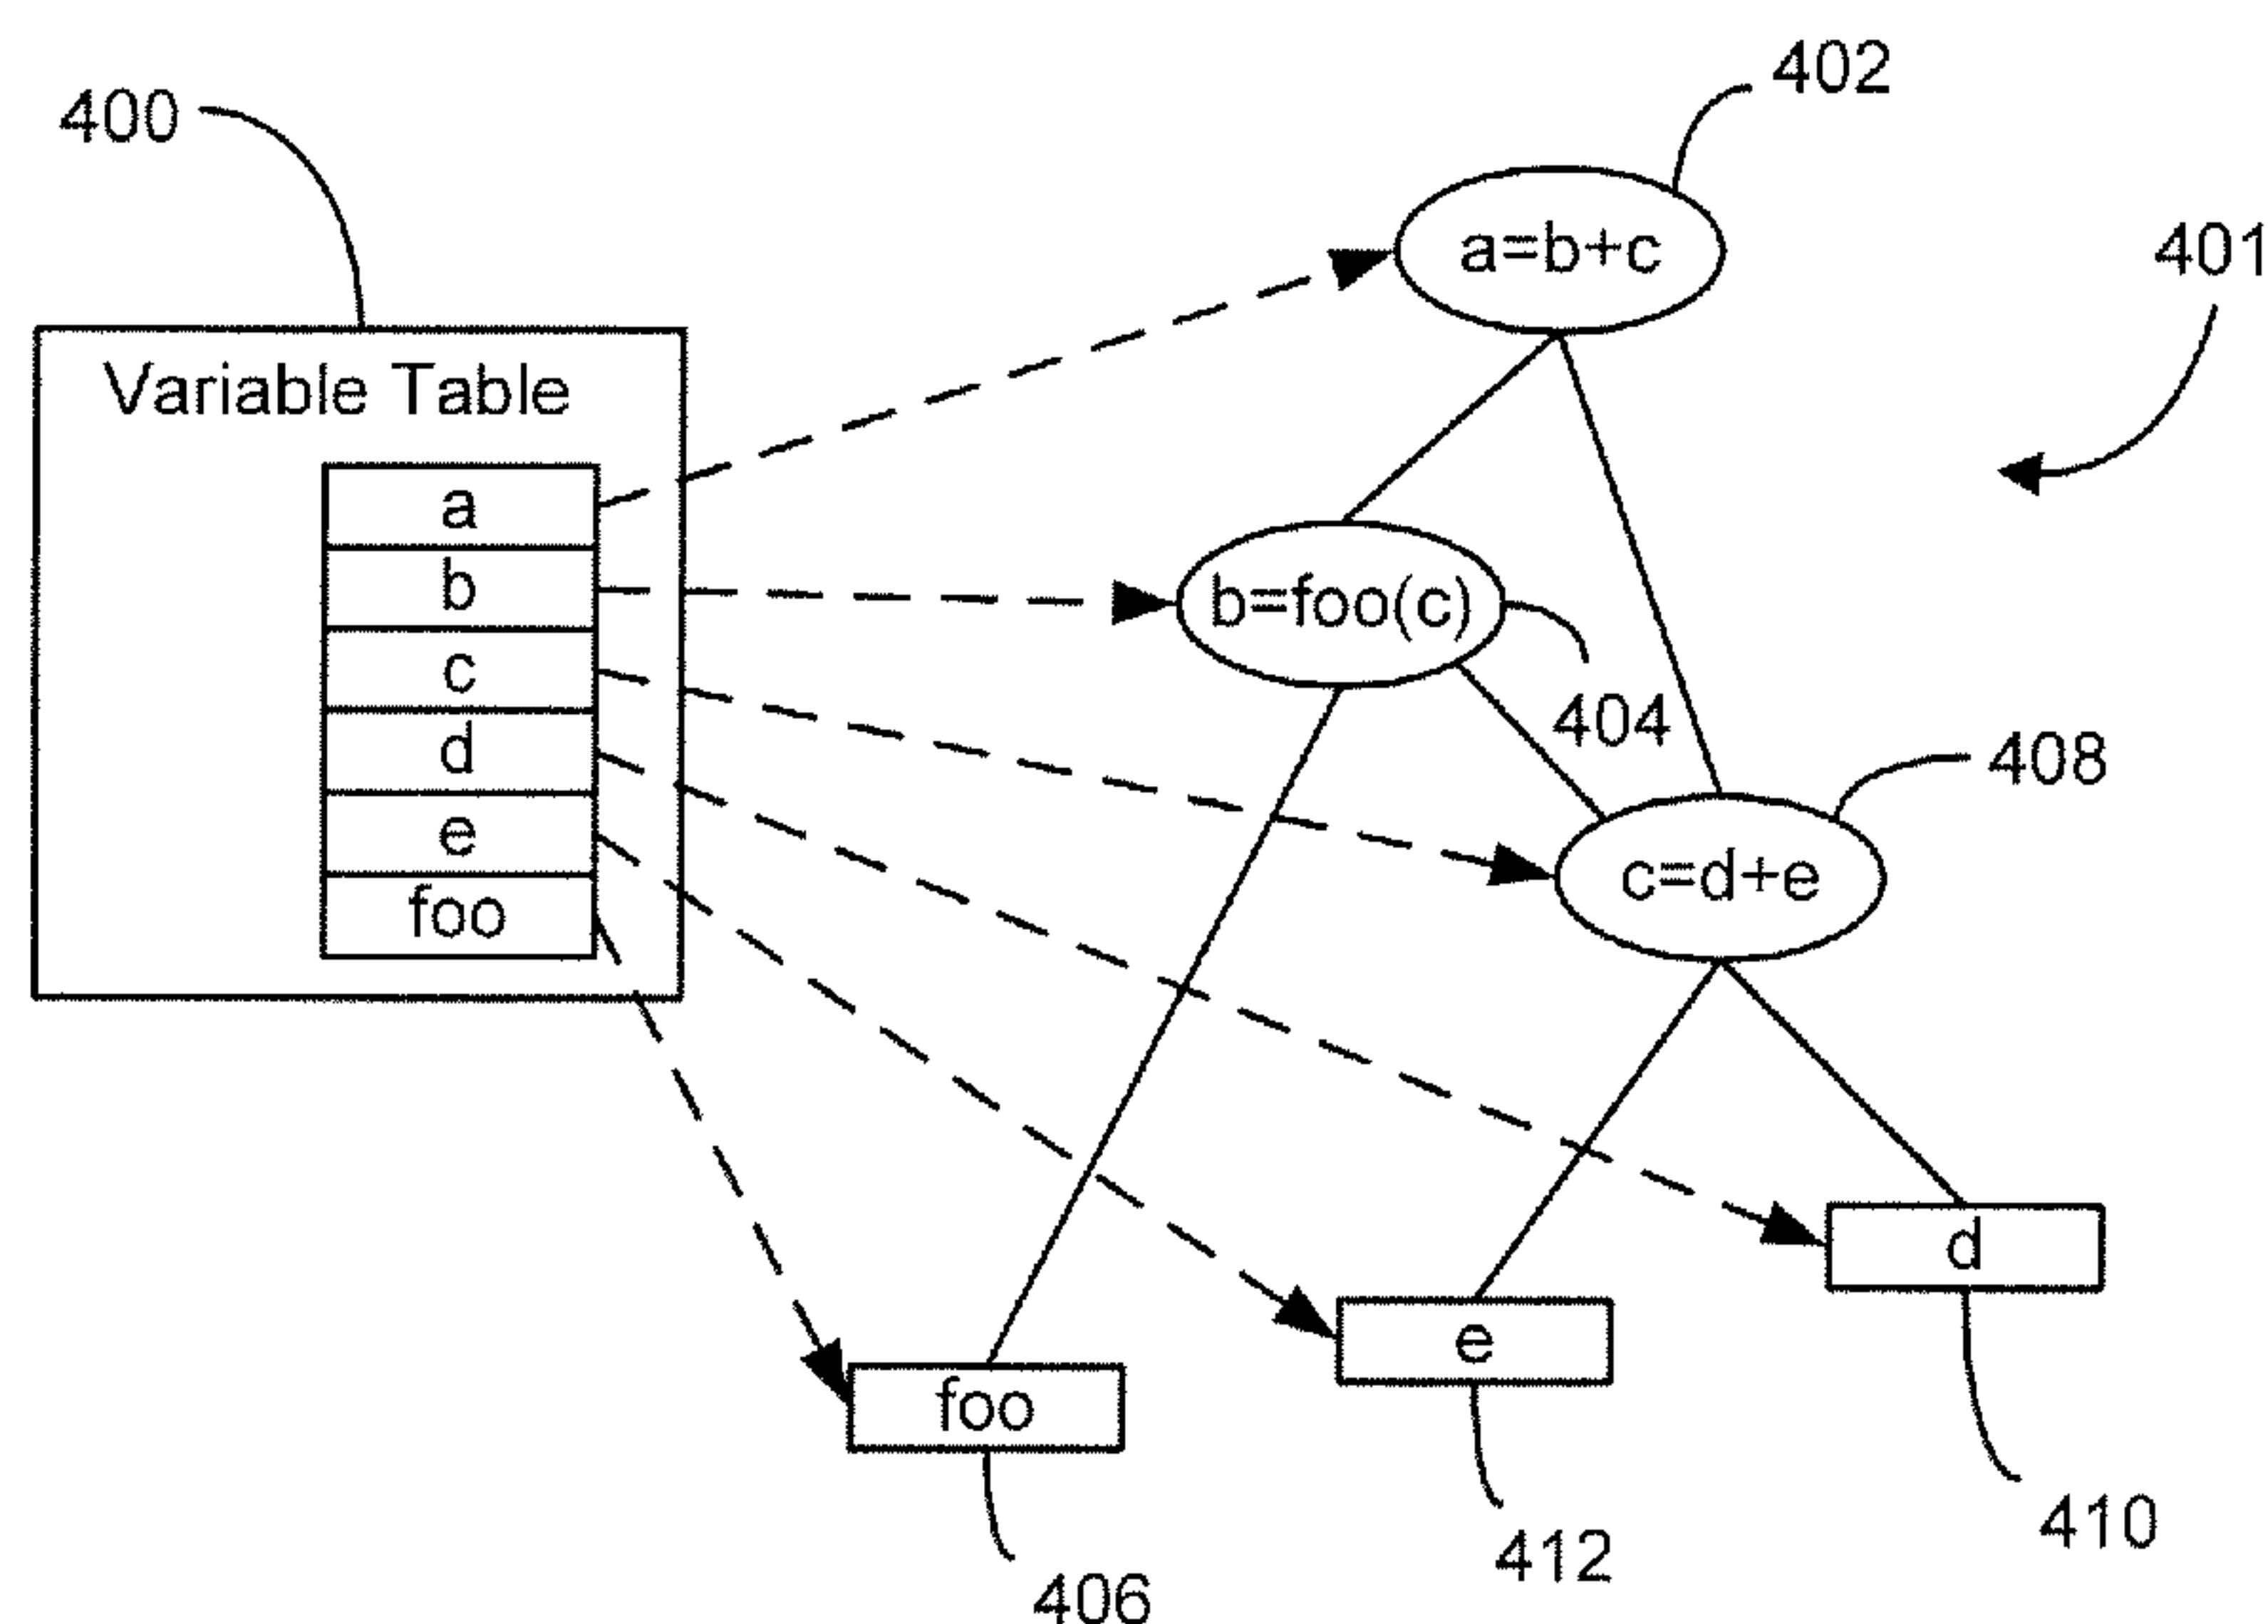 402
400
a=b+c
401
Variable Table
a
b
b=foo(c)
c
404
d
408
e
c=d+e
foo
d
e
foo
410
412
406